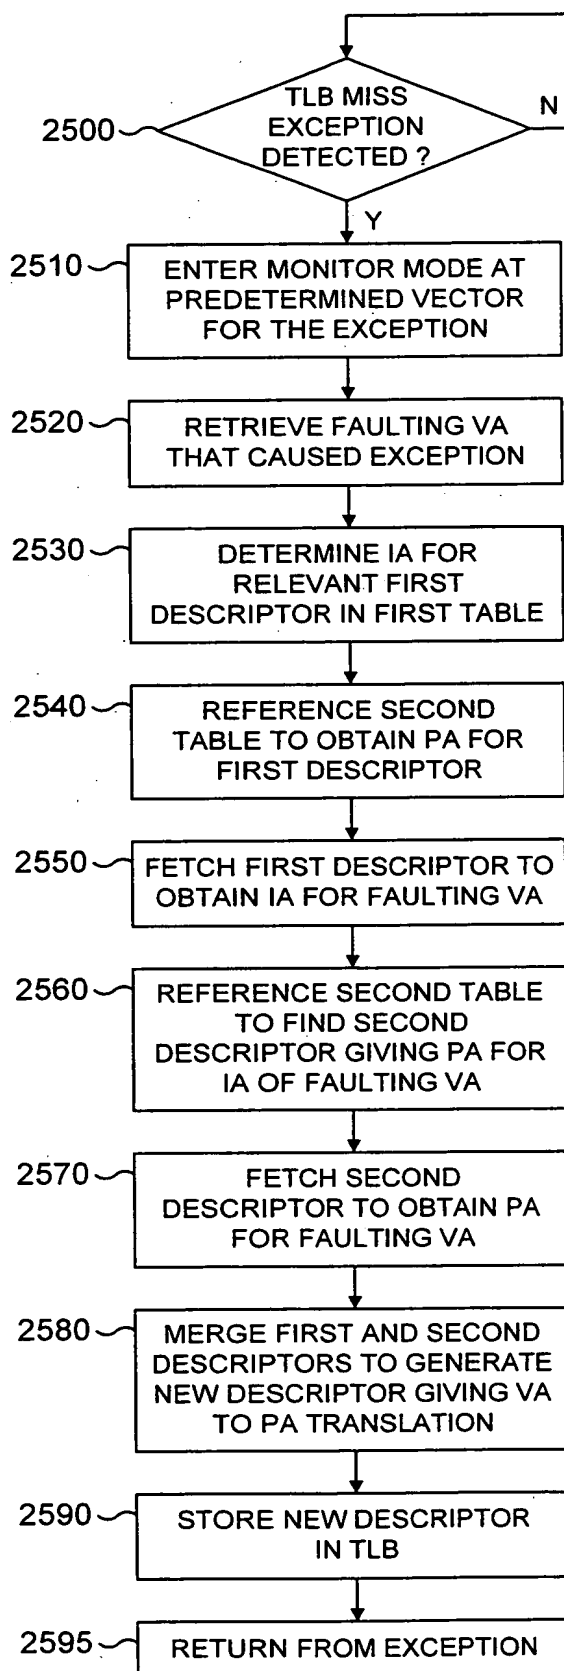 TLB MISS
2500
EXCEPTION
DETECTED ?
N
Y
2510
ENTER MONITOR MODE AT
PREDETERMINED VECTOR
FOR THE EXCEPTION
2520
RETRIEVE FAULTING VA
THAT CAUSED EXCEPTION
2530
DETERMINE IA FOR
RELEVANT FIRST
DESCRIPTOR IN FIRST TABLE
2540
REFERENCE SECOND
TABLE TO OBTAIN PA FOR
FIRST DESCRIPTOR
2550
FETCH FIRST DESCRIPTOR TO
OBTAIN IA FOR FAULTING VA
2560
REFERENCE SECOND TABLE
TO FIND SECOND
DESCRIPTOR GIVING PA FOR
IA OF FAULTING VA
2570
FETCH SECOND
DESCRIPTOR TO OBTAIN PA
FOR FAULTING VA
2580
MERGE FIRST AND SECOND
DESCRIPTORS TO GENERATE
NEW DESCRIPTOR GIVING VA
TO PA TRANSLATION
2590
STORE NEW DESCRIPTOR
IN TLB
2595
RETURN FROM EXCEPTION